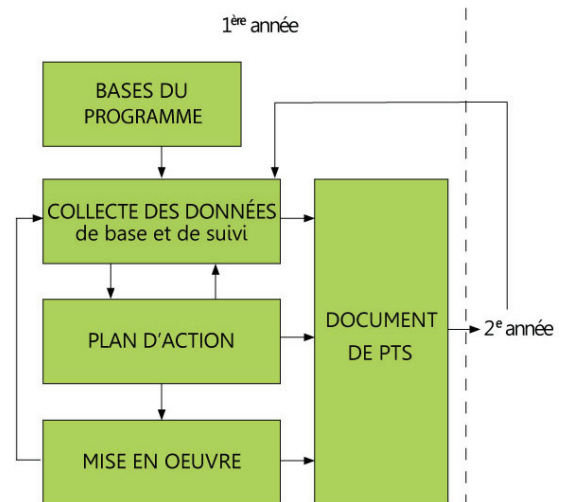 1ère année
BASES DU
PROGRAMME
COLLECTE DES DONNÉES
de base et de suivi
PLAN D'ACTION
DOCUMENT
DE PTS
2e année
MISE EN OEUVRE